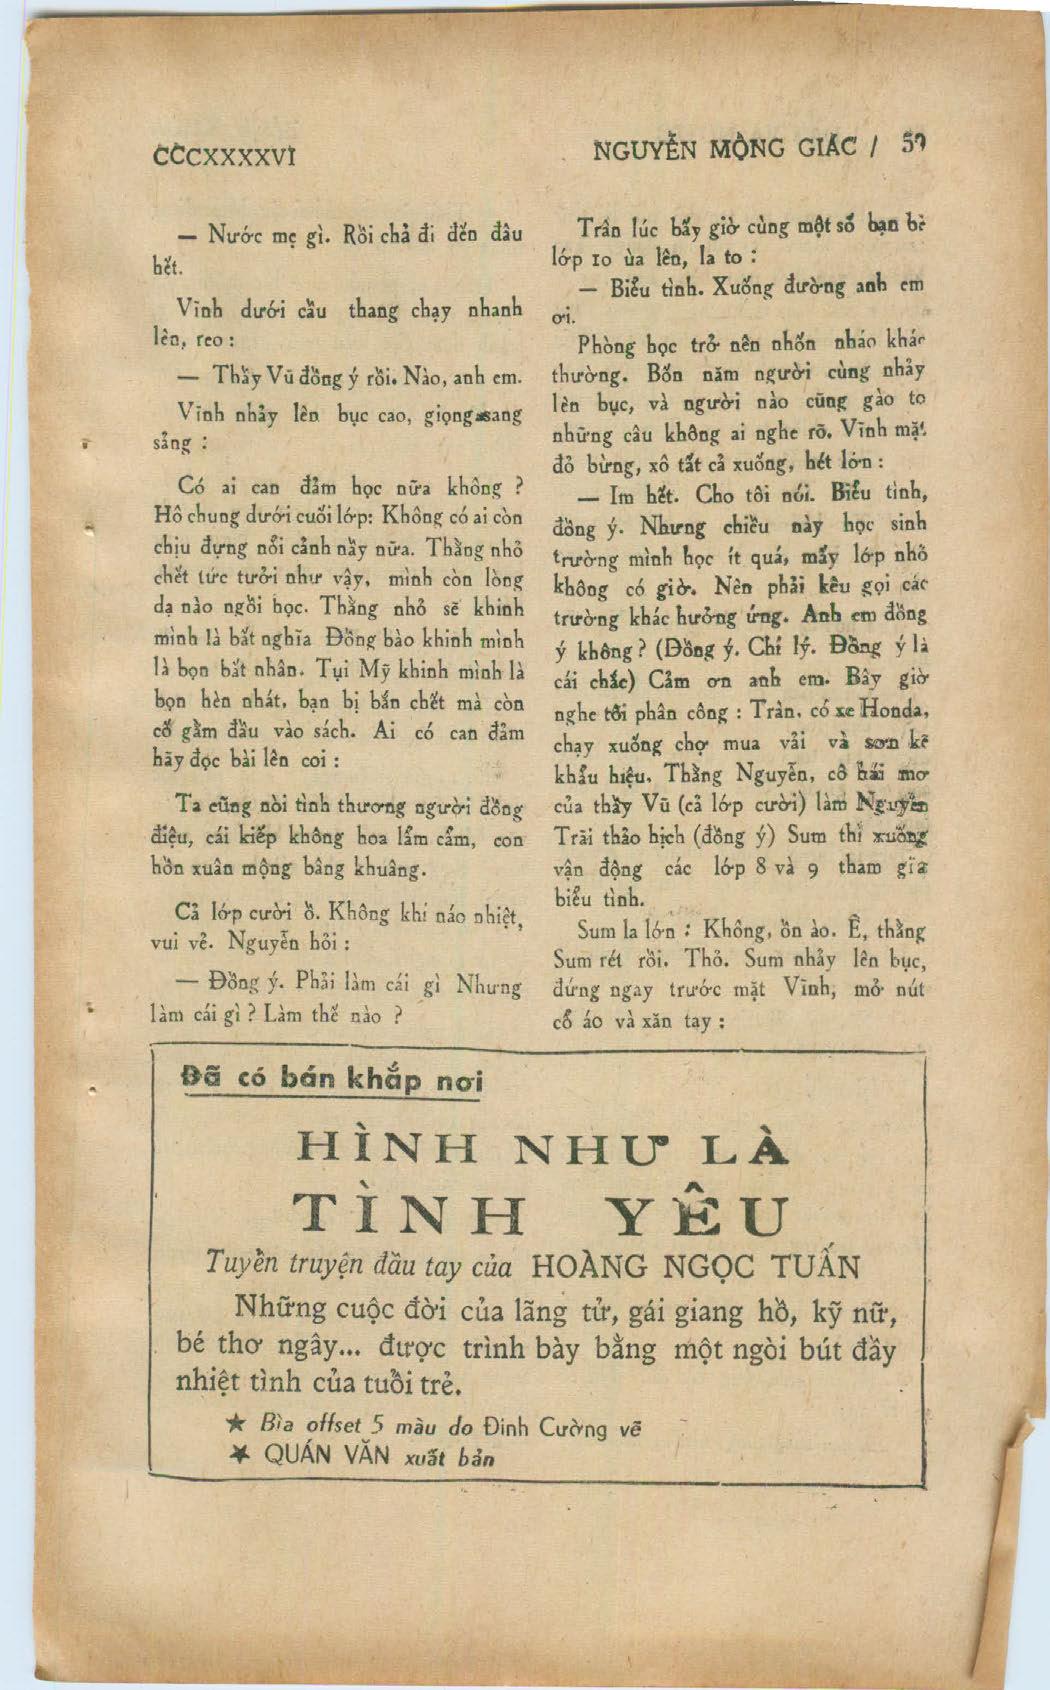 CCCXXXXVI
NGUYỄN MỘNG GIÁC / 59
— Nước mẹ gì. Rồi chả đi đến đâu
hết.
Vĩnh dưới cầu thang chạy nhanh
lên, reo :
— Thầy Vũ đồng ý rồi. Nào, anh em.
Vĩnh nhảy lên bục cao, giọng sang
sảng :
Có ai can đảm học nữa không ?
Hô chung dưới cuối lớp: Không có ai còn
chịu đựng nổi cảnh nầy nữa. Thằng nhỏ
chết tức tưởi như vậy, mình còn lòng
dạ nào ngồi học. Thằng nhỏ sẽ khinh
mình là bất nghĩa Đồng bào khinh mình
là bọn bất nhân. Tụi Mỹ khinh mình là
bọn hèn nhát, bạn bị bắn chết mà còn
cố gằm đầu vào sách. Ai có can đảm
hãy đọc bài lên coi :
Ta cũng nòi tình thương người đồng
điệu, cái kiếp không hoa lẩm cẩm, con
hồn xuân mộng bâng khuâng.
Cả lớp cười ồ. Không khí náo nhiệt,
vui vẻ. Nguyễn hỏi :
— Đồng ý. Phải làm cái gì Nhưng
làm cái gì ? Làm thế nào ?
Trần lúc bấy giờ cùng một số bạn bè
lớp 10 ùa lên, la to :
— Biểu tình. Xuống đường anh em
ơi.
Phòng học trở nên nhốn nháo khác
thường. Bốn năm người cùng nhảy
lên bục, và người nào cũng gào to
những câu không ai nghe rõ. Vĩnh mặt
đỏ bừng, xô tất cả xuống, hét lớn :
— Im hết. Cho tôi nói. Biểu tình,
đồng ý. Nhưng chiều này học sinh
trường mình học ít quá, mấy lớp nhỏ
không có giờ. Nên phải kêu gọi các
trường khác hưởng ứng. Anh em đồng
ý không ? (Đồng ý. Chí lý. Đồng ý là
cái chắc) Cảm ơn anh em. Bây giờ
nghe tôi phân công : Trần, có xe Honda,
chạy xuống chợ mua vải và sơn kẽ
khẩu hiệu. Thằng Nguyễn, cô hái mơ
của thầy Vũ (cả lớp cười) làm Nguyễn
Trãi thảo hịch (đồng ý) Sum thì xuống
vận động các lớp 8 và 9 tham gia
biểu tình.
Sum la lớn : Không, ồn ào. Ê, thằng
Sum rét rồi. Thỏ. Sum nhảy lên bục,
đứng ngay trước mặt Vĩnh, mở nút
cổ áo và xăn tay :
Đã có bán khắp nơi
HÌNH NHƯ LÀ
TÌNH YÊU
Tuyển truyện đầu tay của HOÀNG NGỌC TUẤN
Những cuộc đời của lãng tử, gái giang hồ, kỹ nữ,
bé thơ ngây... được trình bày bằng một ngòi bút đầy
nhiệt tình của tuổi trẻ.
★ Bìa offset 5 màu do Đinh Cường vẽ
★ QUÁN VĂN xuất bản